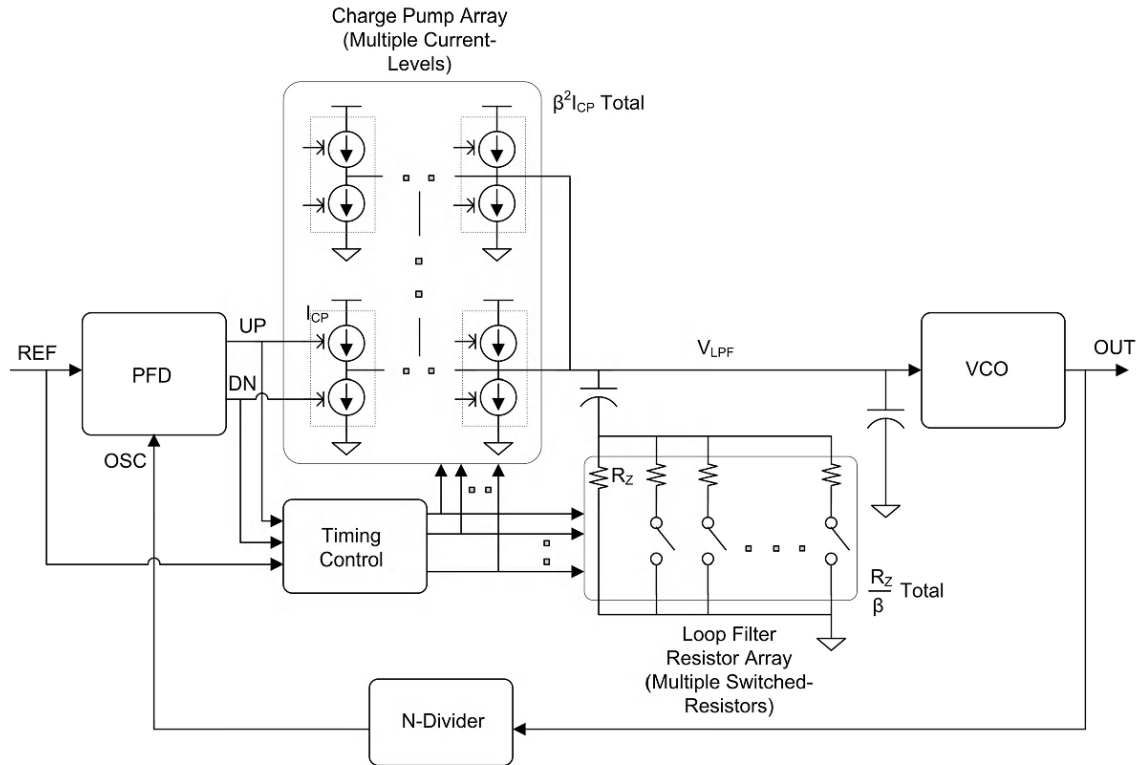 Charge Pump Array
(Multiple Current-
Levels)
β²I_CP Total
I_CP
UP
REF
PFD
DN
V_LPF
VCO
OUT
OSC
R_Z
Timing
Control
R_Z
β Total
Loop Filter
Resistor Array
(Multiple Switched-
Resistors)
N-Divider